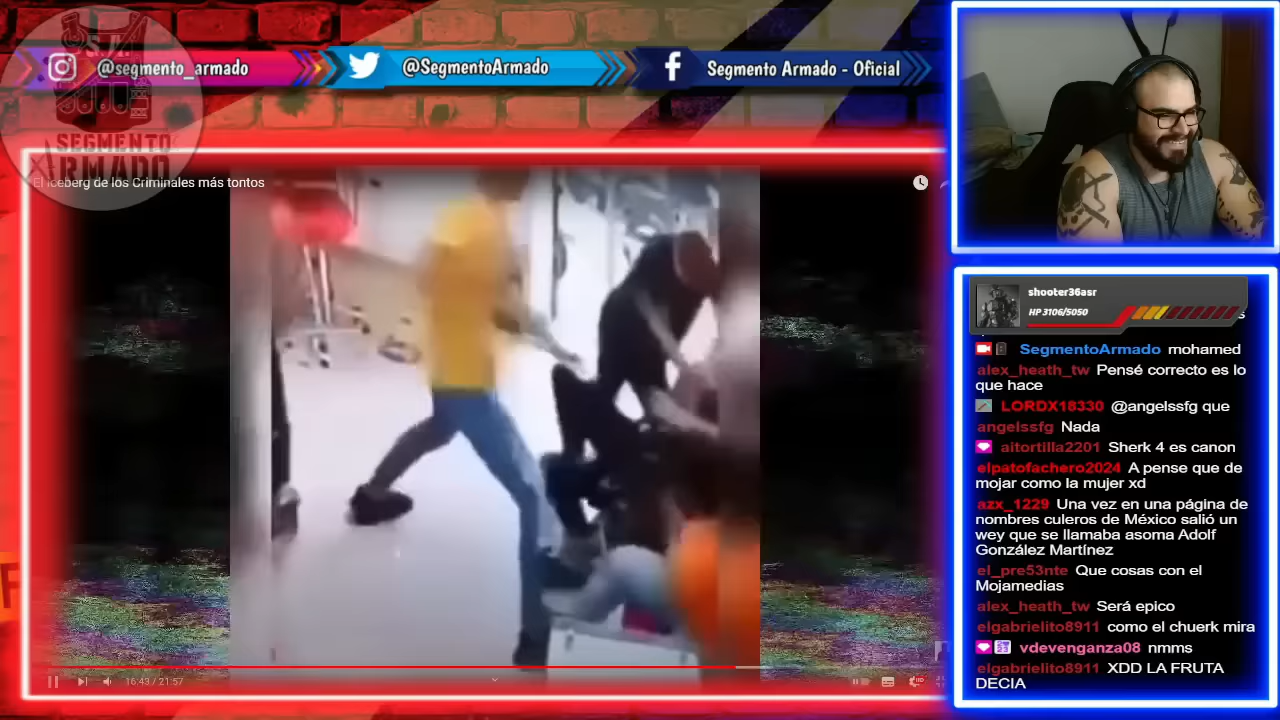 @segmento_armado
@SegmentoArmado
Segmento Armado - Oficial
S.A.
SEGMENTO
ARMADO
El iceberg de los Criminales más tontos
16:43 / 21:57
shooter36asr
HP 3106/5050
SegmentoArmado mohamed
alex_heath_tw Pensé correcto es lo
que hace
LORDX18330 @angelssfg que
angelssfg Nada
aitortilla2201 Sherk 4 es canon
elpatofachero2024 A pense que de
mojar como la mujer xd
azx_1229 Una vez en una página de
nombres culeros de México salió un
wey que se llamaba asoma Adolf
González Martínez
el_pre53nte Que cosas con el
Mojamedias
alex_heath_tw Será epico
elgabrielito8911 como el chuerk mira
vdevenganza08 nmms
elgabrielito8911 XDD LA FRUTA
DECIA